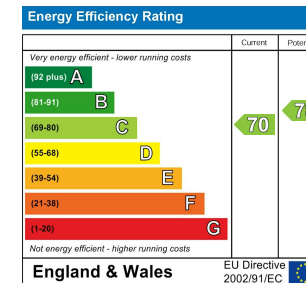 Energy Efficiency Rating
Current
Very energy efficient - lower running costs
(92 plus) A
(81-91) B
(69-80) C
(55-68) D
(39-54) E
(21-38) F
(1-20) G
70
Not energy efficient - higher running costs
England & Wales
EU Directive
2002/91/EC